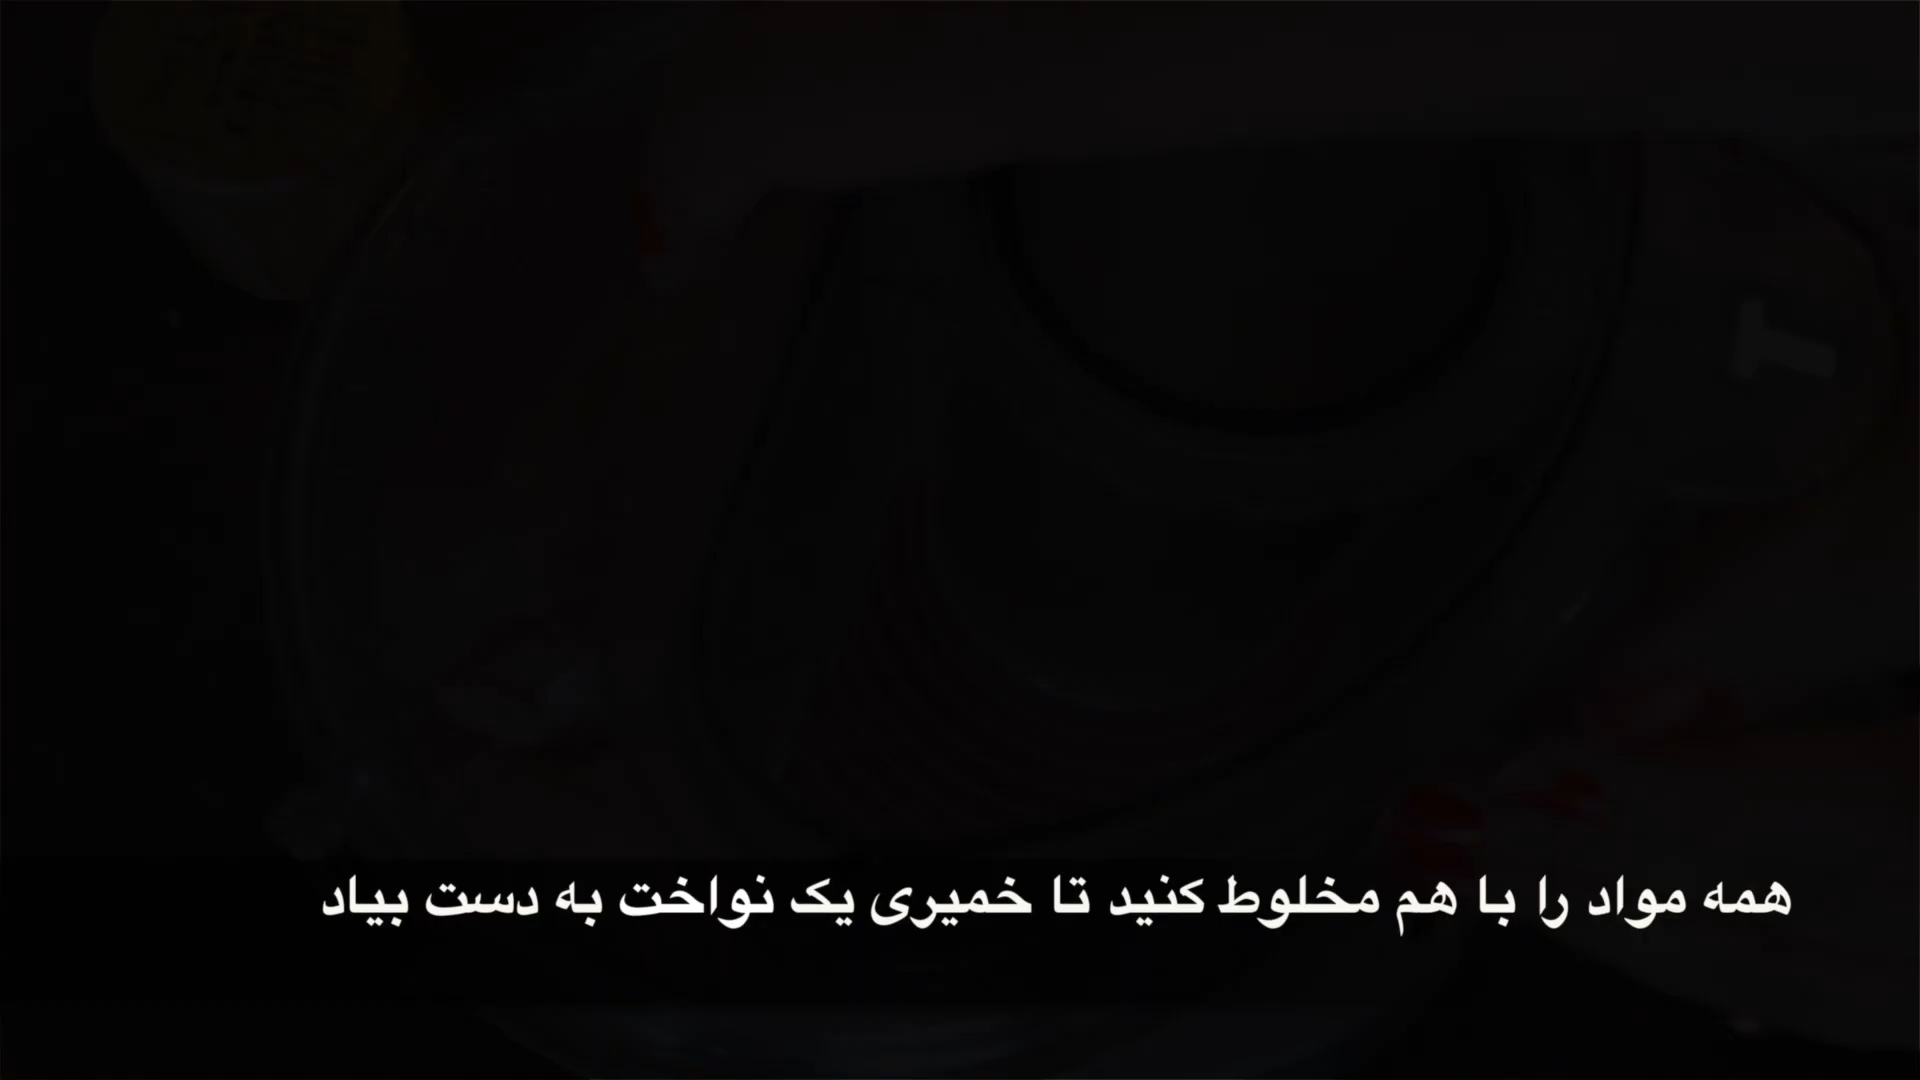 همه مواد را با هم مخلوط کنید تا خمیری یک نواخت به دست بیاد